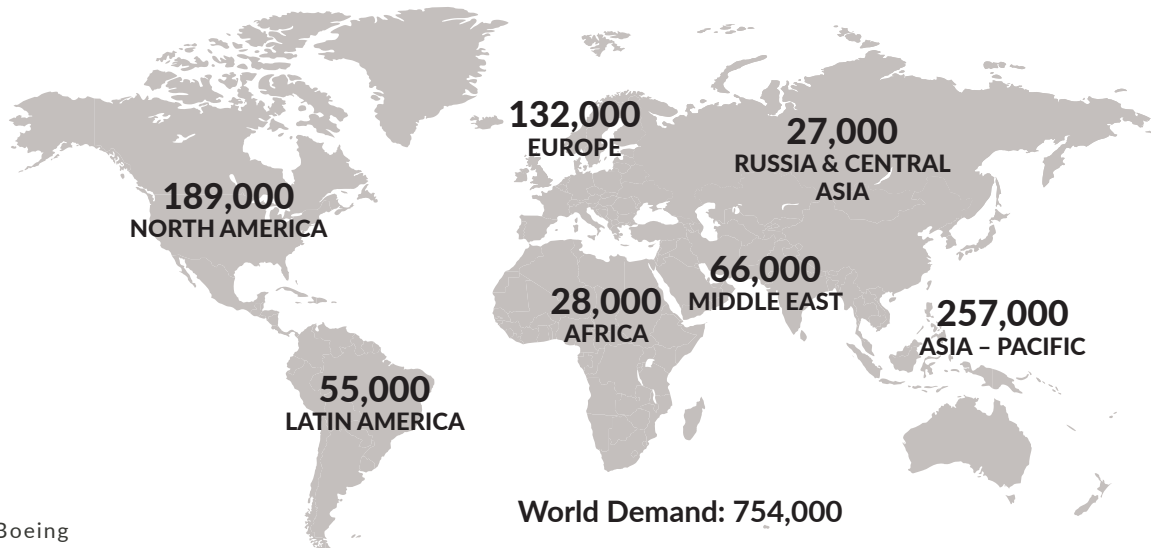 132,000
EUROPE
27,000
RUSSIA & CENTRAL
ASIA
189,000
NORTH AMERICA
66,000
MIDDLE EAST
28,000
AFRICA
257,000
ASIA – PACIFIC
55,000
LATIN AMERICA
World Demand: 754,000
Boeing